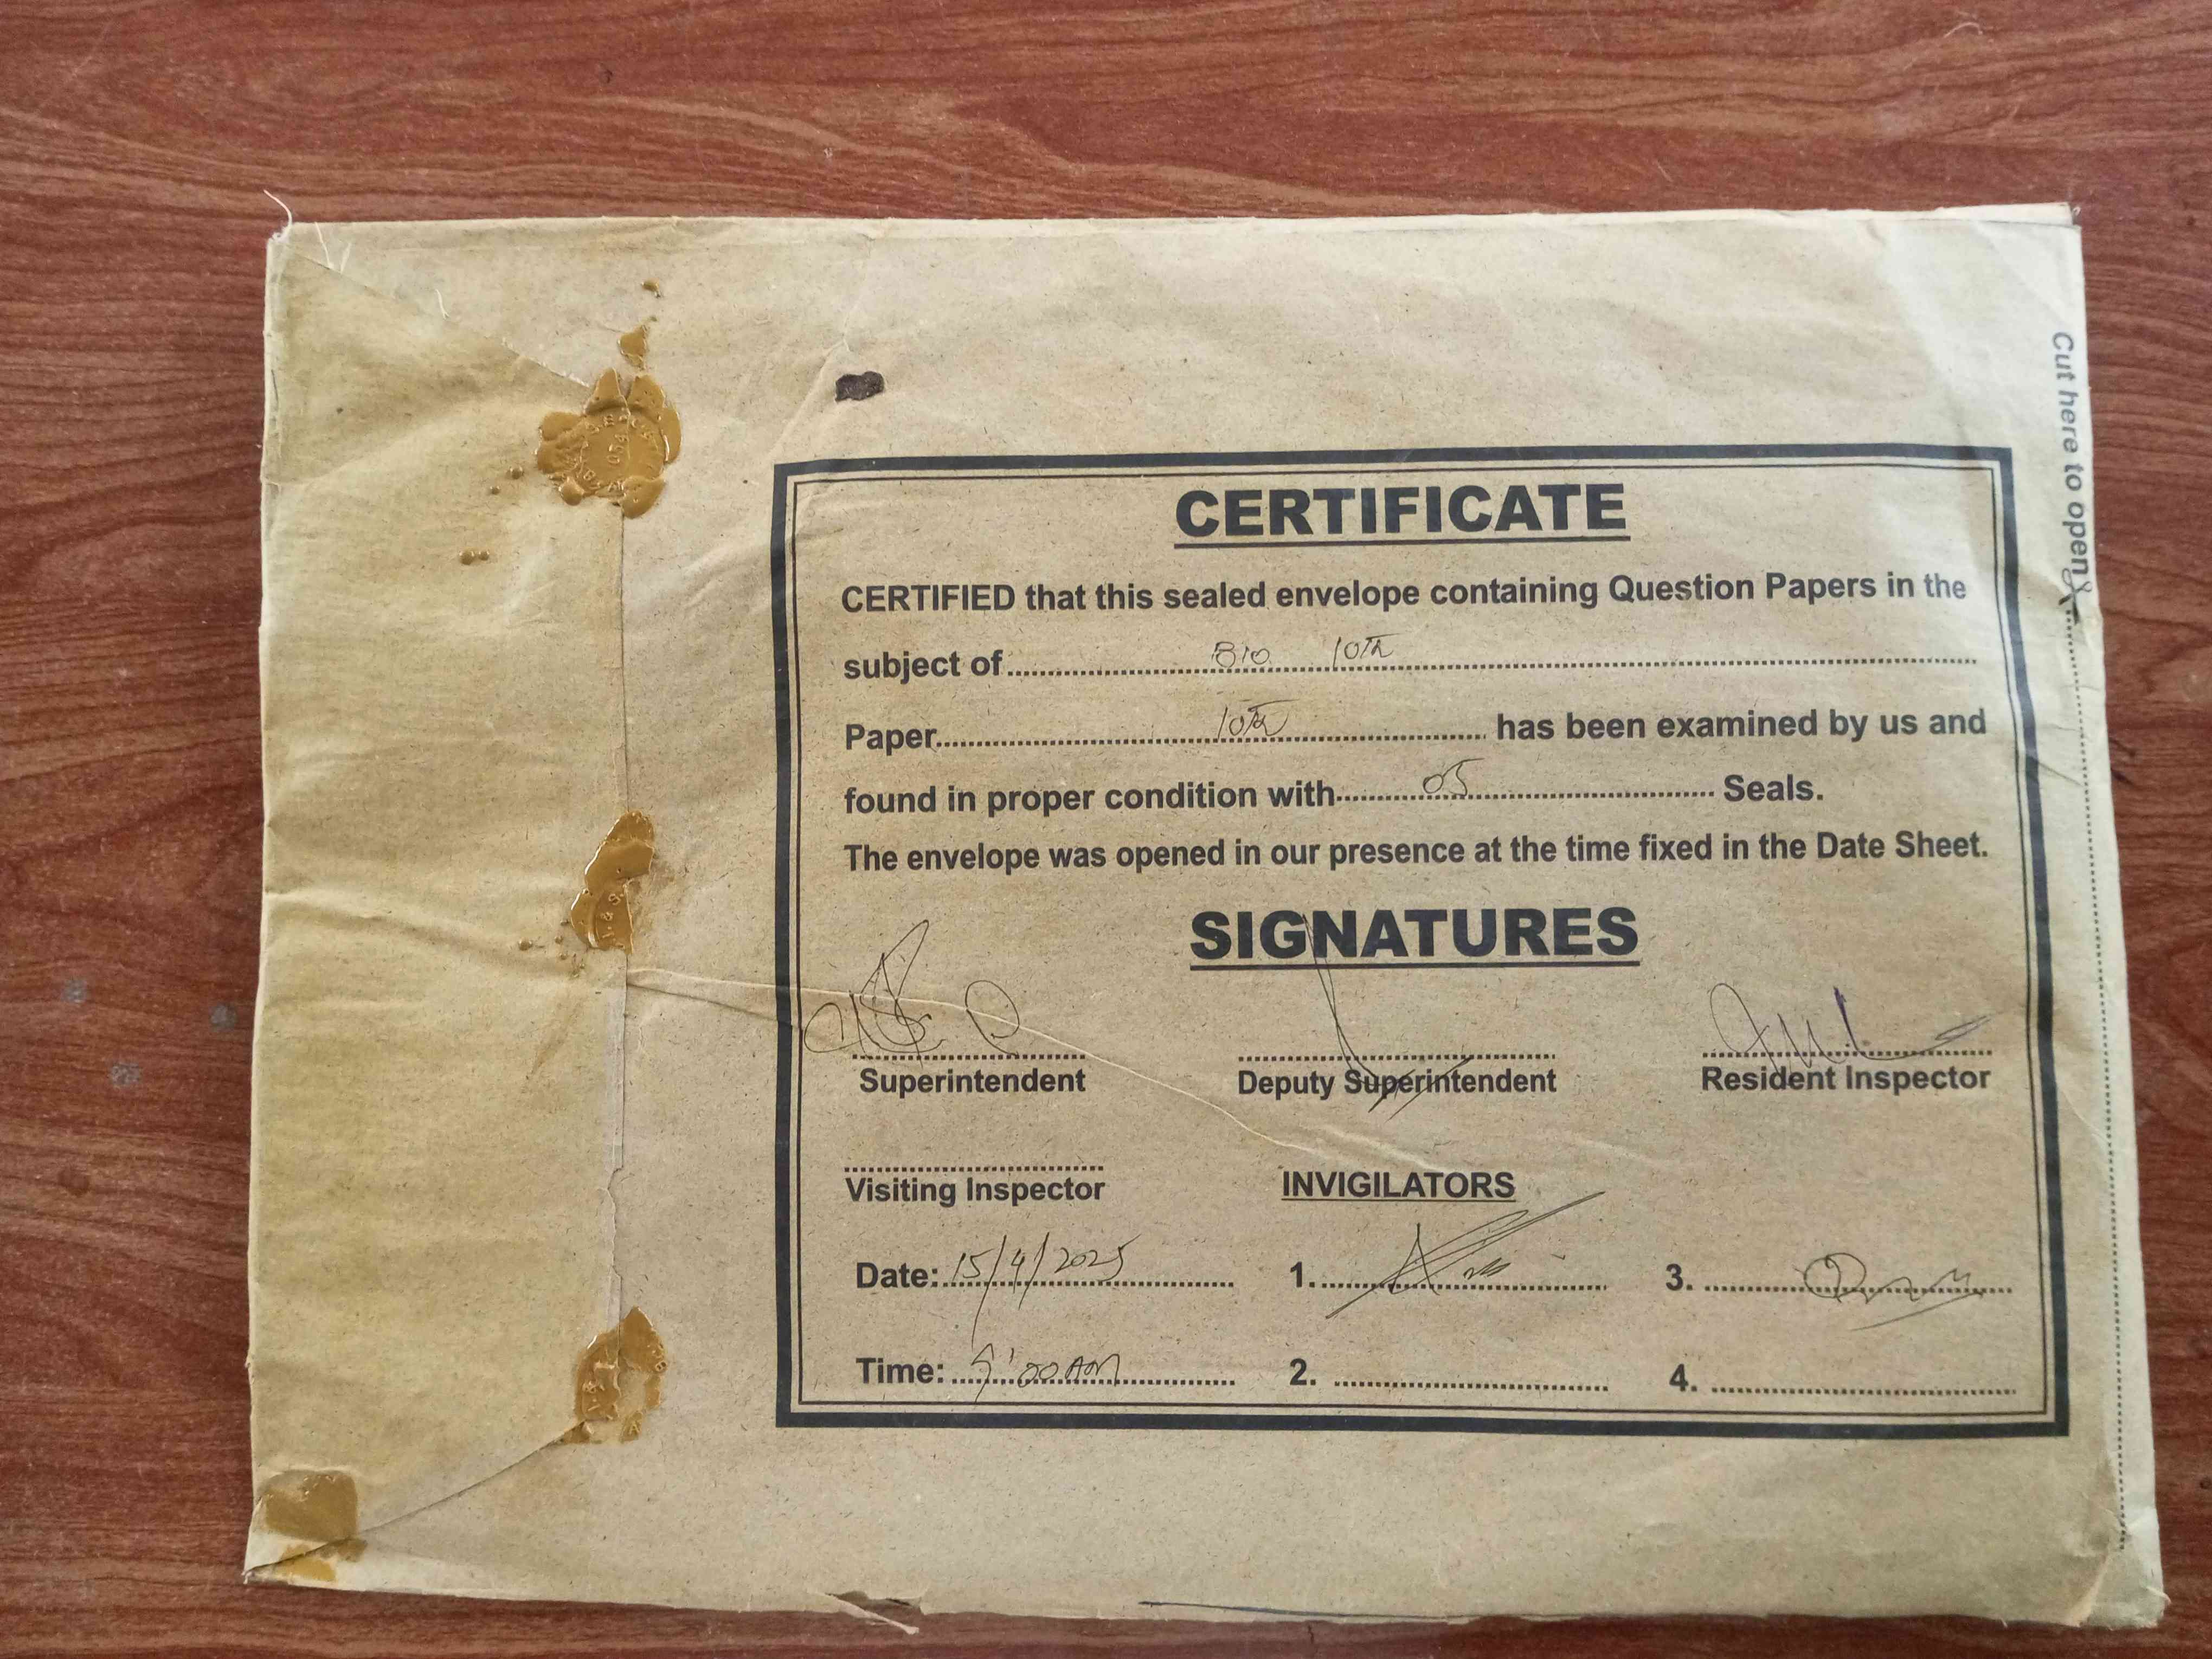 Cut here to open
CERTIFICATE
CERTIFIED that this sealed envelope containing Question Papers in the
subject of Bio 10th
Paper 10th has been examined by us and
found in proper condition with 05 Seals.
The envelope was opened in our presence at the time fixed in the Date Sheet.
SIGNATURES
Superintendent Deputy Superintendent Resident Inspector
Visiting Inspector INVIGILATORS
Date: 15/4/2025 1. 3.
Time: 9:00 AM 2. 4.